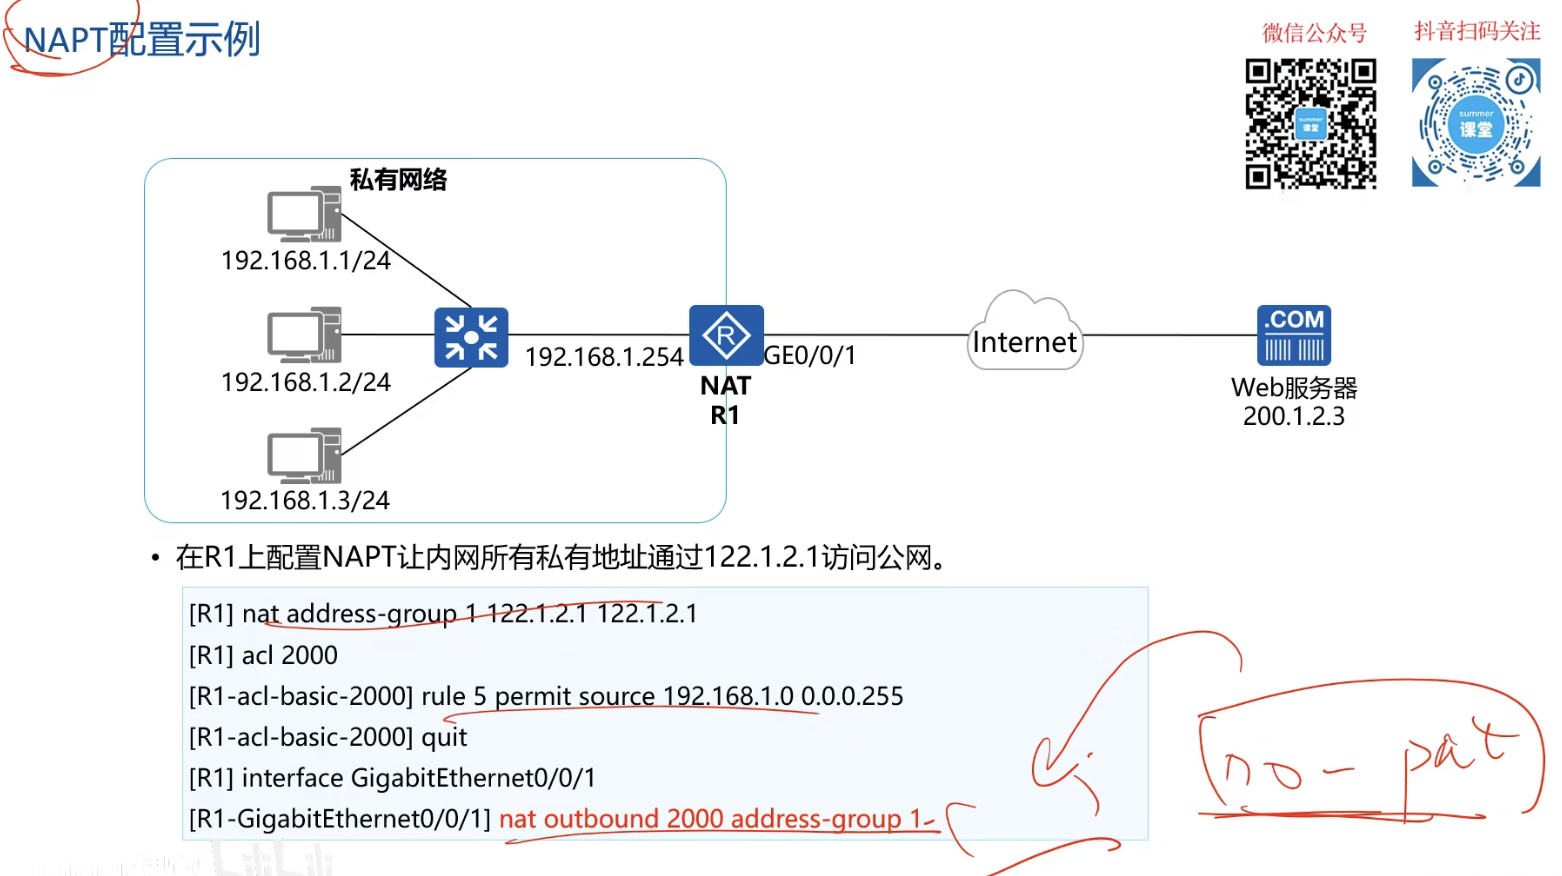 NAPT配置示例
微信公众号
抖音扫码关注
summer
课堂
summer
课堂
私有网络
192.168.1.1/24
192.168.1.2/24
192.168.1.3/24
192.168.1.254
R
GE0/0/1
NAT
R1
Internet
.COM
Web服务器
200.1.2.3
• 在R1上配置NAPT让内网所有私有地址通过122.1.2.1访问公网。
[R1] nat address-group 1 122.1.2.1 122.1.2.1
[R1] acl 2000
[R1-acl-basic-2000] rule 5 permit source 192.168.1.0 0.0.0.255
[R1-acl-basic-2000] quit
[R1] interface GigabitEthernet0/0/1
[R1-GigabitEthernet0/0/1] nat outbound 2000 address-group 1
no-pat